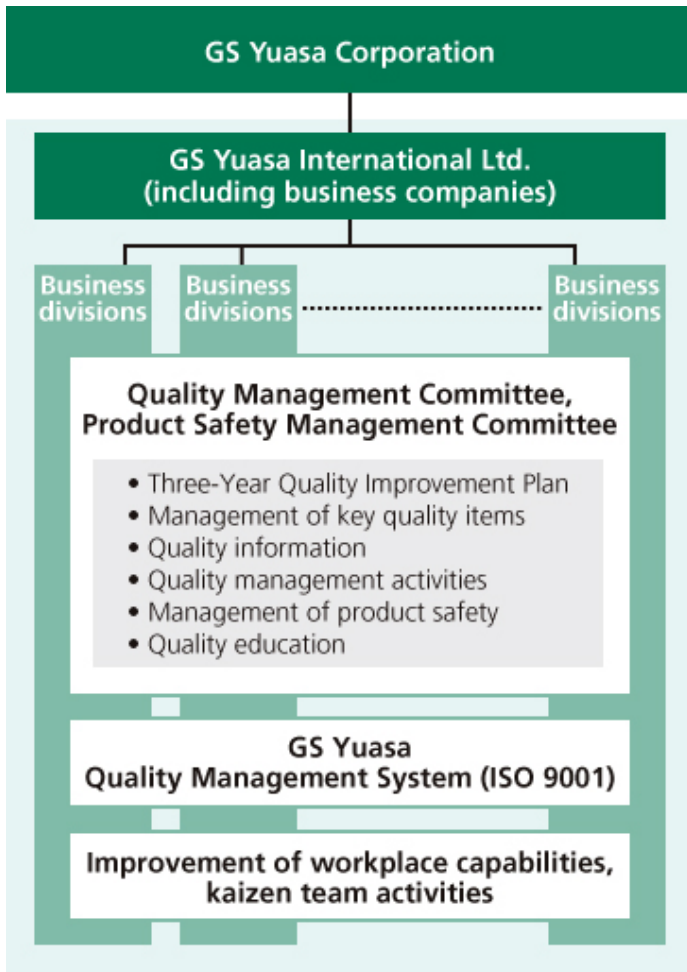 GS Yuasa Corporation
GS Yuasa International Ltd.
(including business companies)
Business
divisions
Business
divisions
Business
divisions
Quality Management Committee,
Product Safety Management Committee
• Three-Year Quality Improvement Plan
• Management of key quality items
• Quality information
• Quality management activities
• Management of product safety
• Quality education
GS Yuasa
Quality Management System (ISO 9001)
Improvement of workplace capabilities,
kaizen team activities